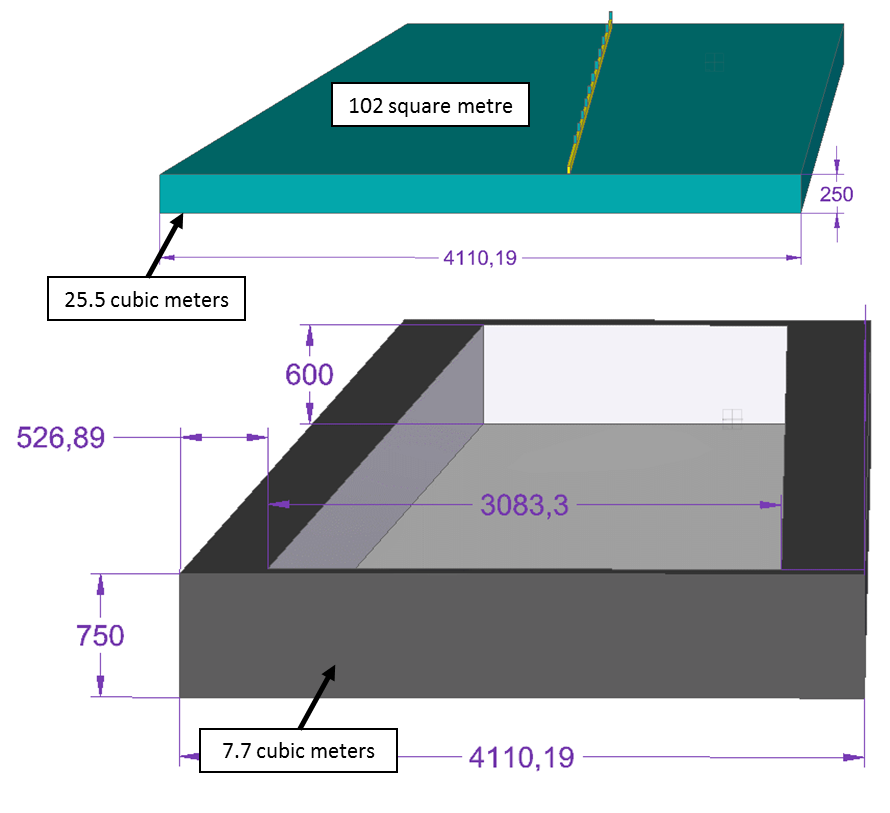 102 square metre
250
4110,19
25.5 cubic meters
600
526,89
3083,3
750
7.7 cubic meters
4110,19